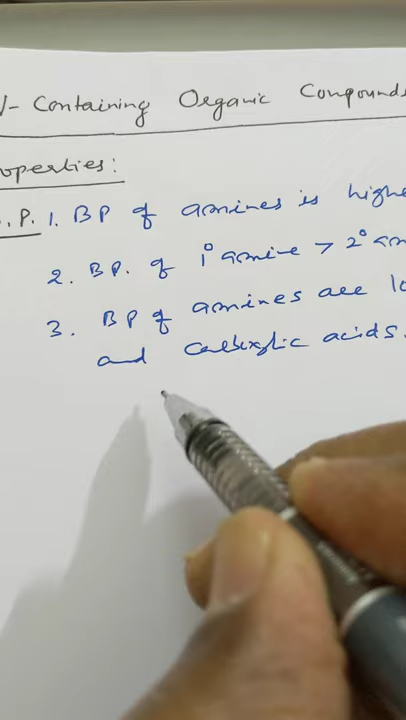 N-Containing Organic Compounds
operties:
. P. 1. BP of amines is highe
2. BP. of 1° amine > 2° am
3. BP of amines are lo
and carboxylic acids.